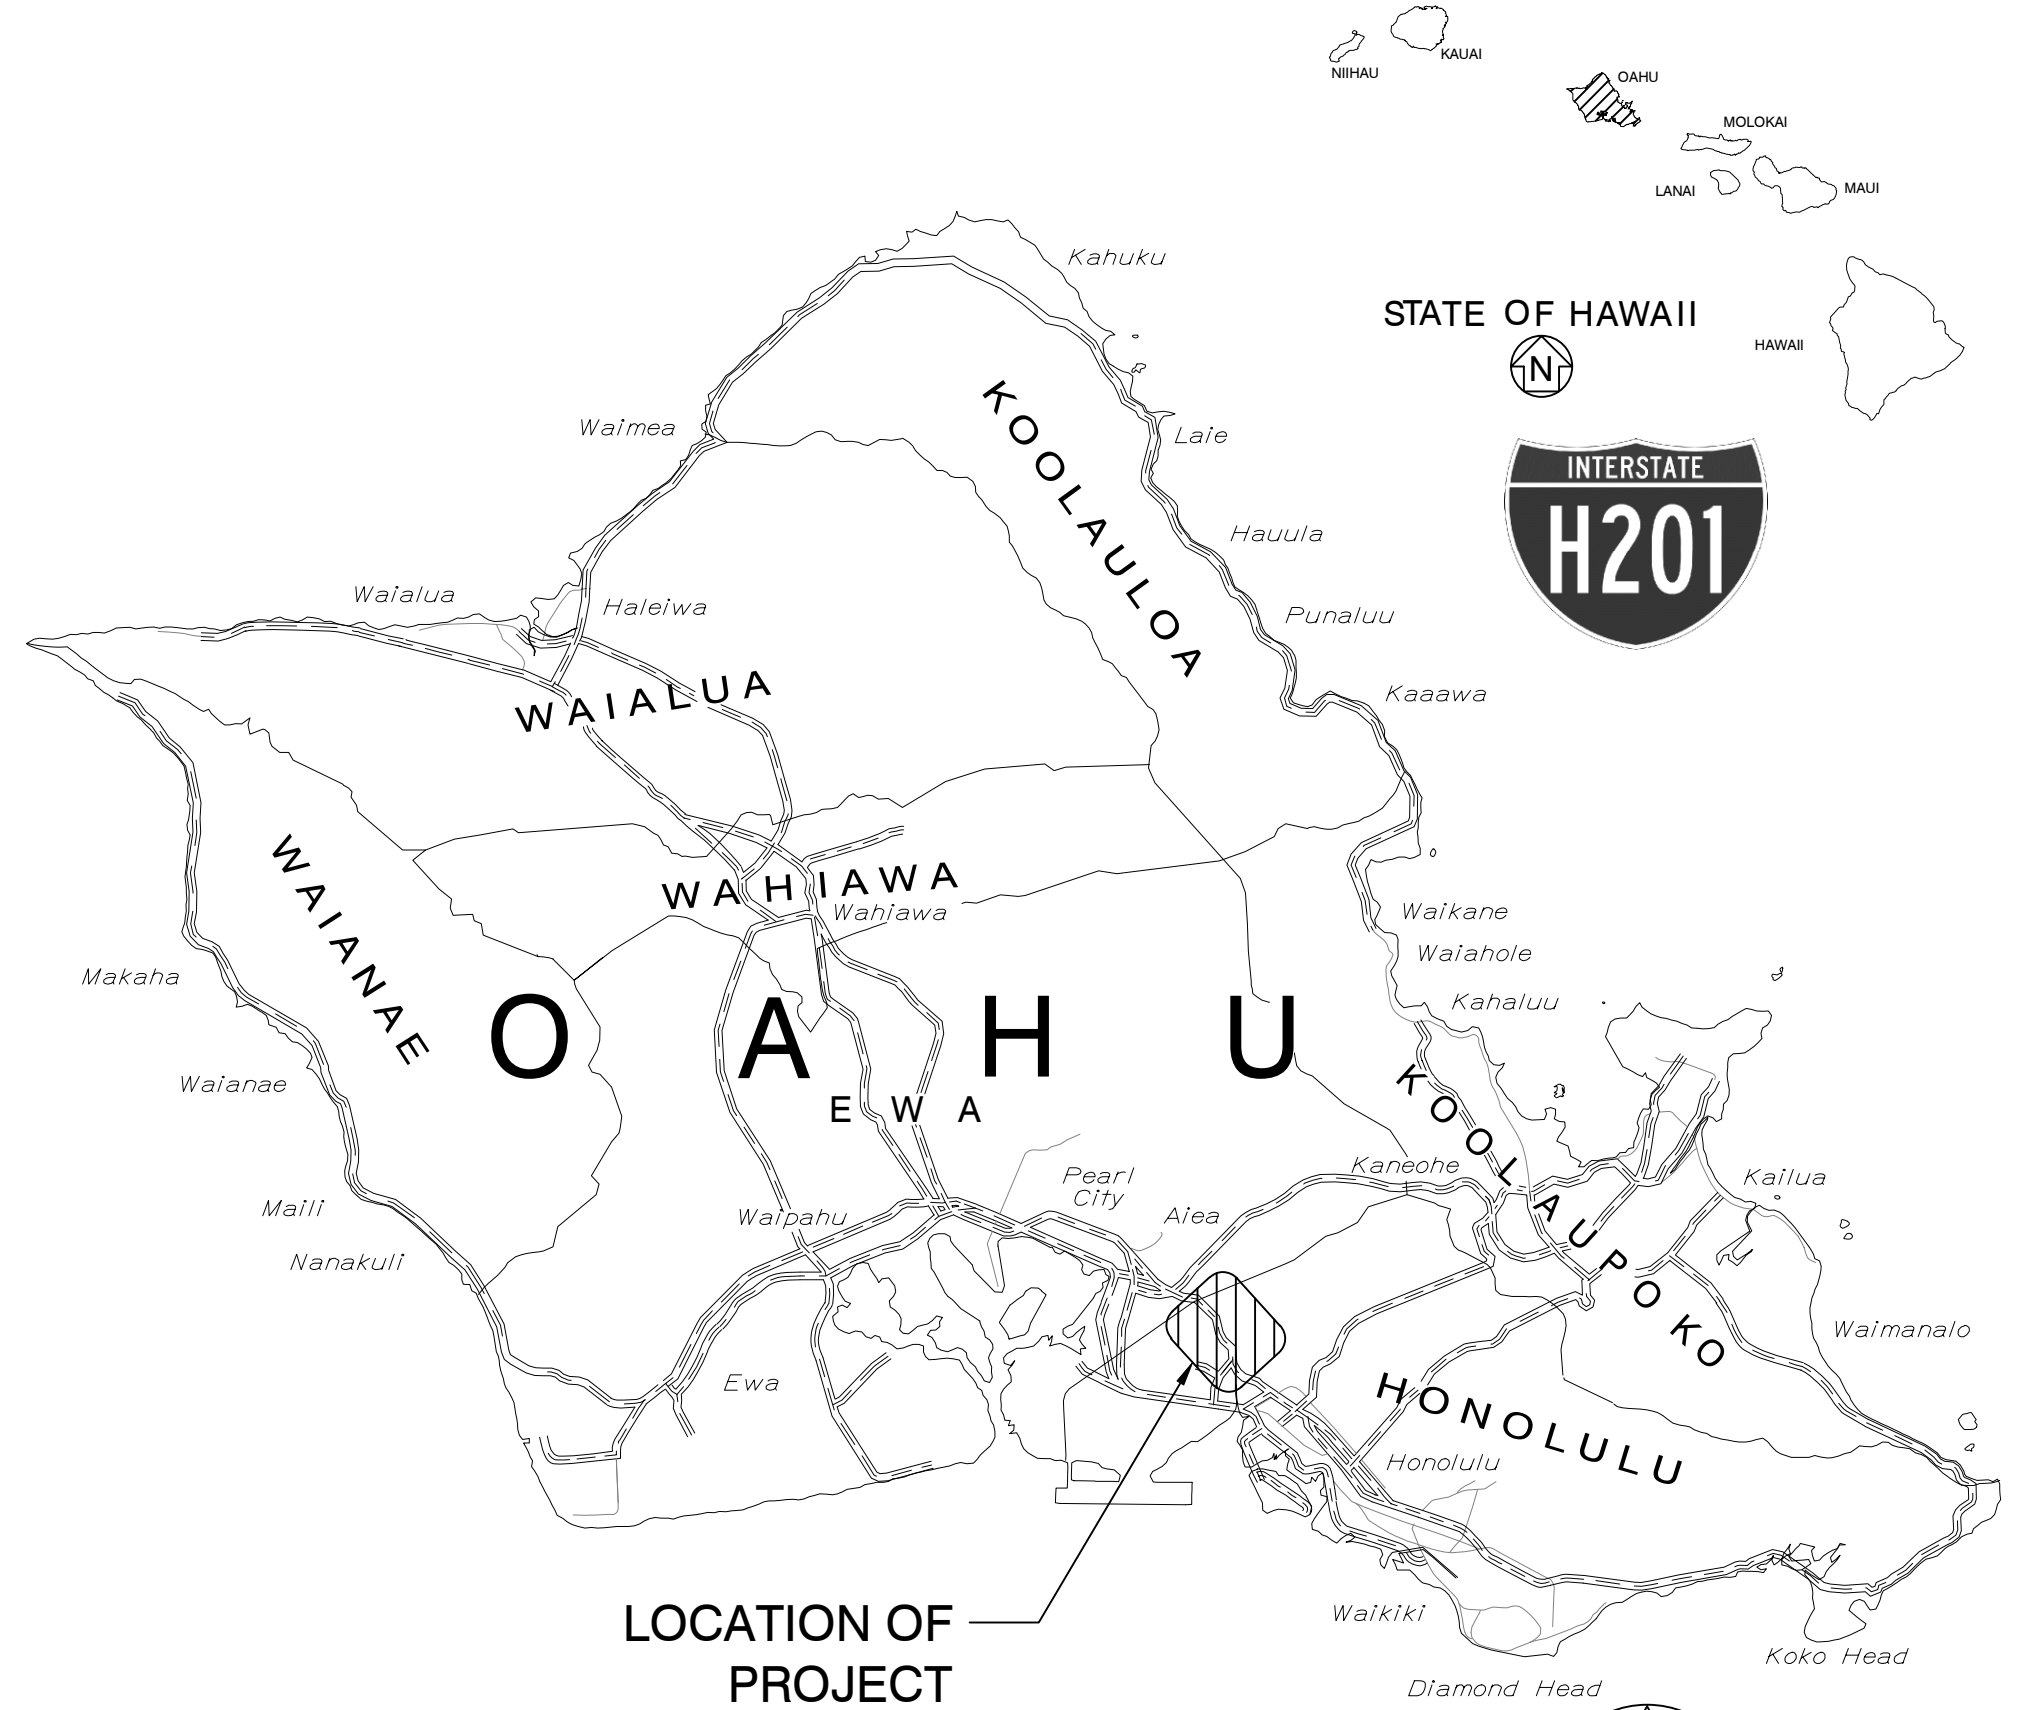 KAUAI
NIIHAU
OAHU
MOLOKAI
LANAI
MAUI
Kahuku
STATE OF HAWAII
N
HAWAII
Waimea
Laie
KOOLAULOA
INTERSTATE
H201
Hauula
Waialua
Haleiwa
Punaluu
WAIALUA
Kaaawa
WAIANAE
WAHIAWA
Wahiawa
Waikane
Waiahole
Makaha
Kahaluu
OAHU
Waianae
EWA
KOOLAUPOKO
Kaneohe
Pearl
City
Kailua
Maili
Waipahu
Aiea
Nanakuli
Waimanalo
Ewa
HONOLULU
Honolulu
LOCATION OF
PROJECT
Waikiki
Koko Head
Diamond Head